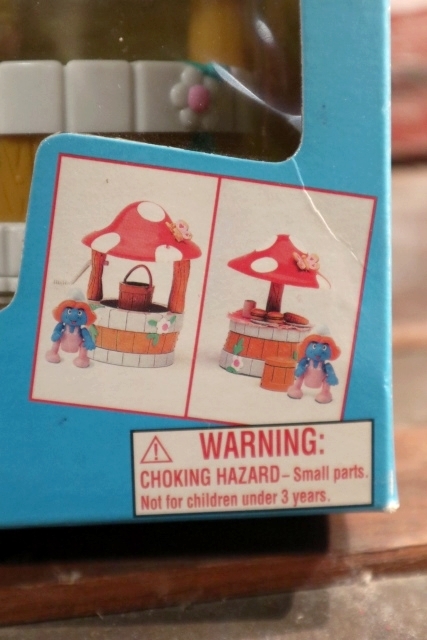 WARNING:
CHOKING HAZARD – Small parts.
Not for children under 3 years.